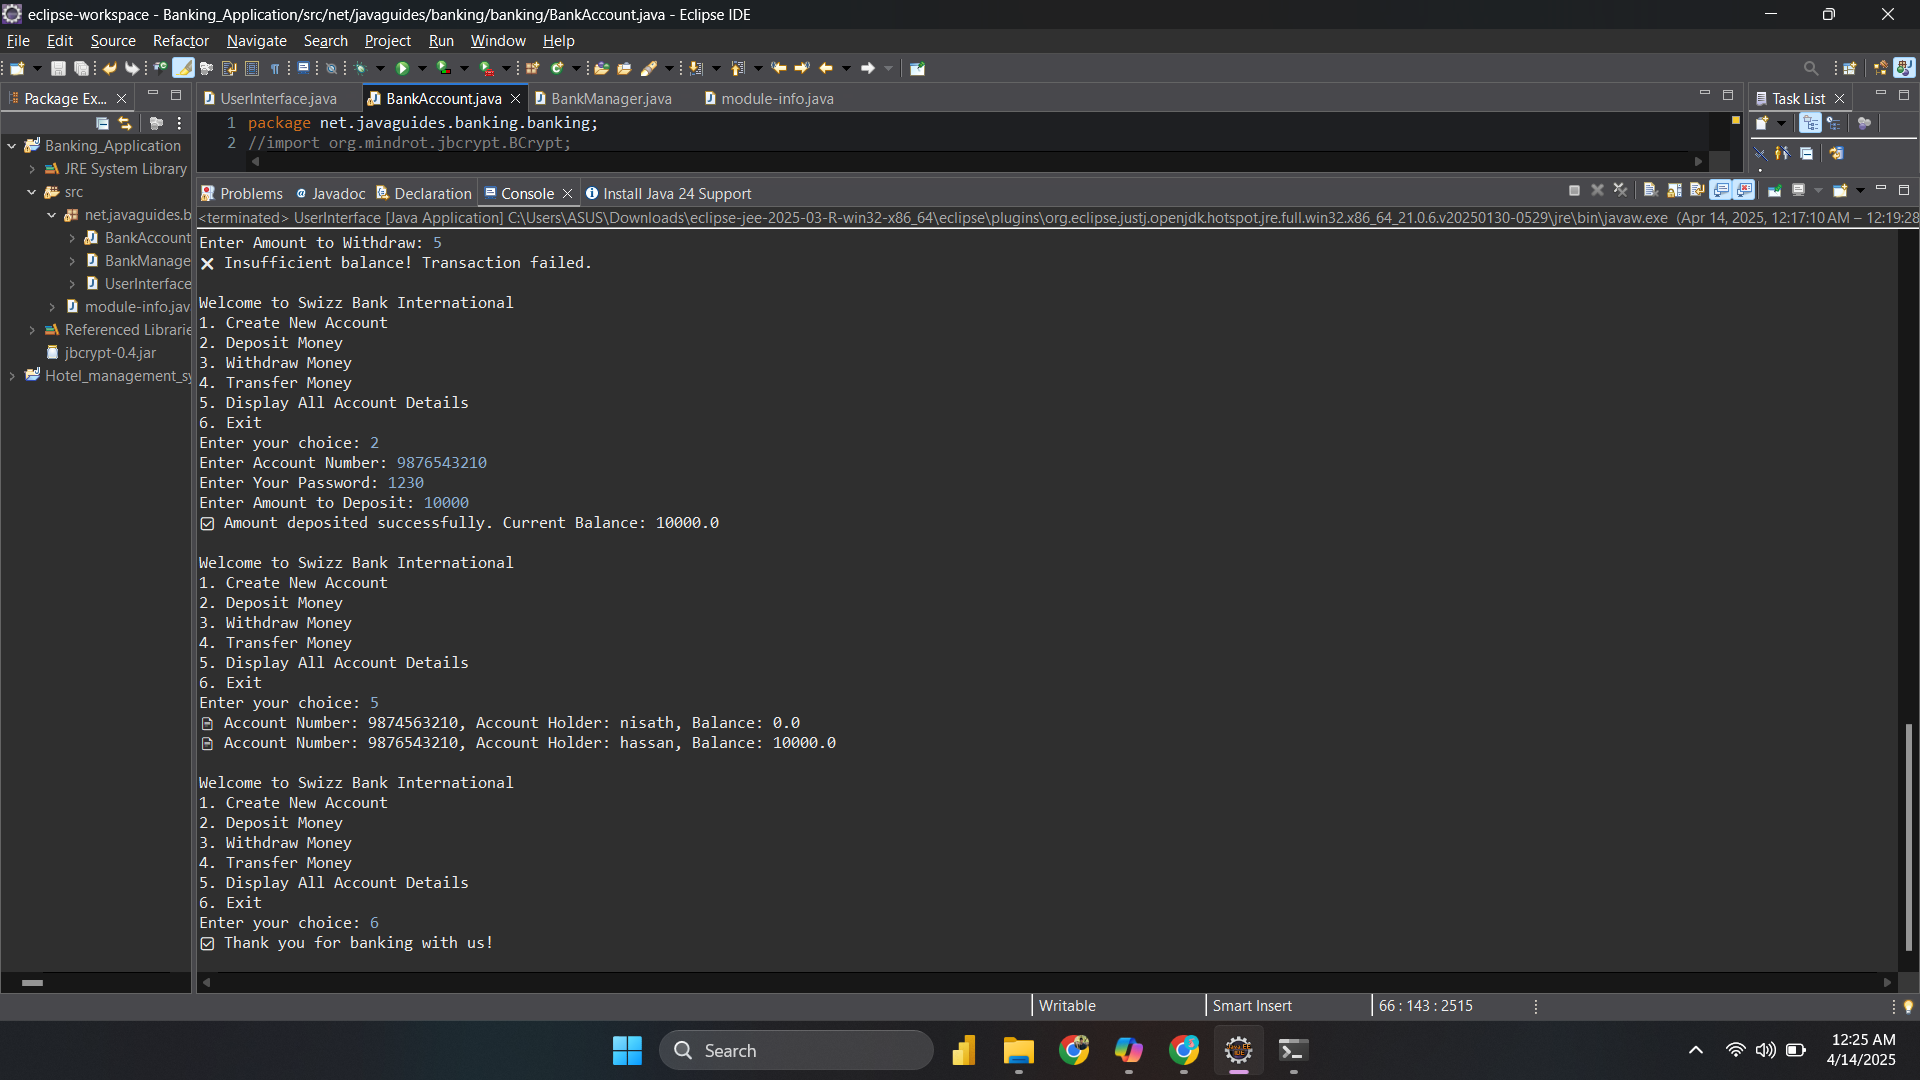 eclipse-workspace - Banking_Application/src/net/javaguides/banking/banking/BankAccount.java - Eclipse IDE
File Edit Source Refactor Navigate Search Project Run Window Help
Package Ex...
UserInterface.java BankAccount.java BankManager.java module-info.java
Task List
1 package net.javaguides.banking.banking;
2 //import org.mindrot.jbcrypt.BCrypt;
Banking_Application
JRE System Library
src
net.javaguides.b
BankAccount
BankManage
UserInterface
module-info.jav
Referenced Librarie
jbcrypt-0.4.jar
Hotel_management_sy
Problems Javadoc Declaration Console Install Java 24 Support
<terminated> UserInterface [Java Application] C:\Users\ASUS\Downloads\eclipse-jee-2025-03-R-win32-x86_64\eclipse\plugins\org.eclipse.justj.openjdk.hotspot.jre.full.win32.x86_64_21.0.6.v20250130-0529\jre\bin\javaw.exe (Apr 14, 2025, 12:17:10 AM – 12:19:28
Enter Amount to Withdraw: 5
❌ Insufficient balance! Transaction failed.
Welcome to Swizz Bank International
1. Create New Account
2. Deposit Money
3. Withdraw Money
4. Transfer Money
5. Display All Account Details
6. Exit
Enter your choice: 2
Enter Account Number: 9876543210
Enter Your Password: 1230
Enter Amount to Deposit: 10000
☑ Amount deposited successfully. Current Balance: 10000.0
Welcome to Swizz Bank International
1. Create New Account
2. Deposit Money
3. Withdraw Money
4. Transfer Money
5. Display All Account Details
6. Exit
Enter your choice: 5
Account Number: 9874563210, Account Holder: nisath, Balance: 0.0
Account Number: 9876543210, Account Holder: hassan, Balance: 10000.0
Welcome to Swizz Bank International
1. Create New Account
2. Deposit Money
3. Withdraw Money
4. Transfer Money
5. Display All Account Details
6. Exit
Enter your choice: 6
☑ Thank you for banking with us!
Writable Smart Insert 66 : 143 : 2515
Search
12:25 AM
4/14/2025